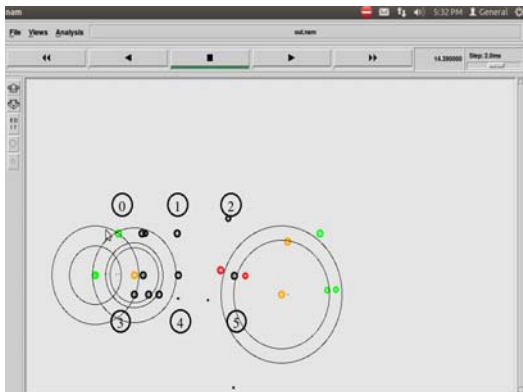 nam
5:32 PM General
File Views Analysis
out.nam
14.390000
Step: 2.0ms
0 1 2
3 4 5